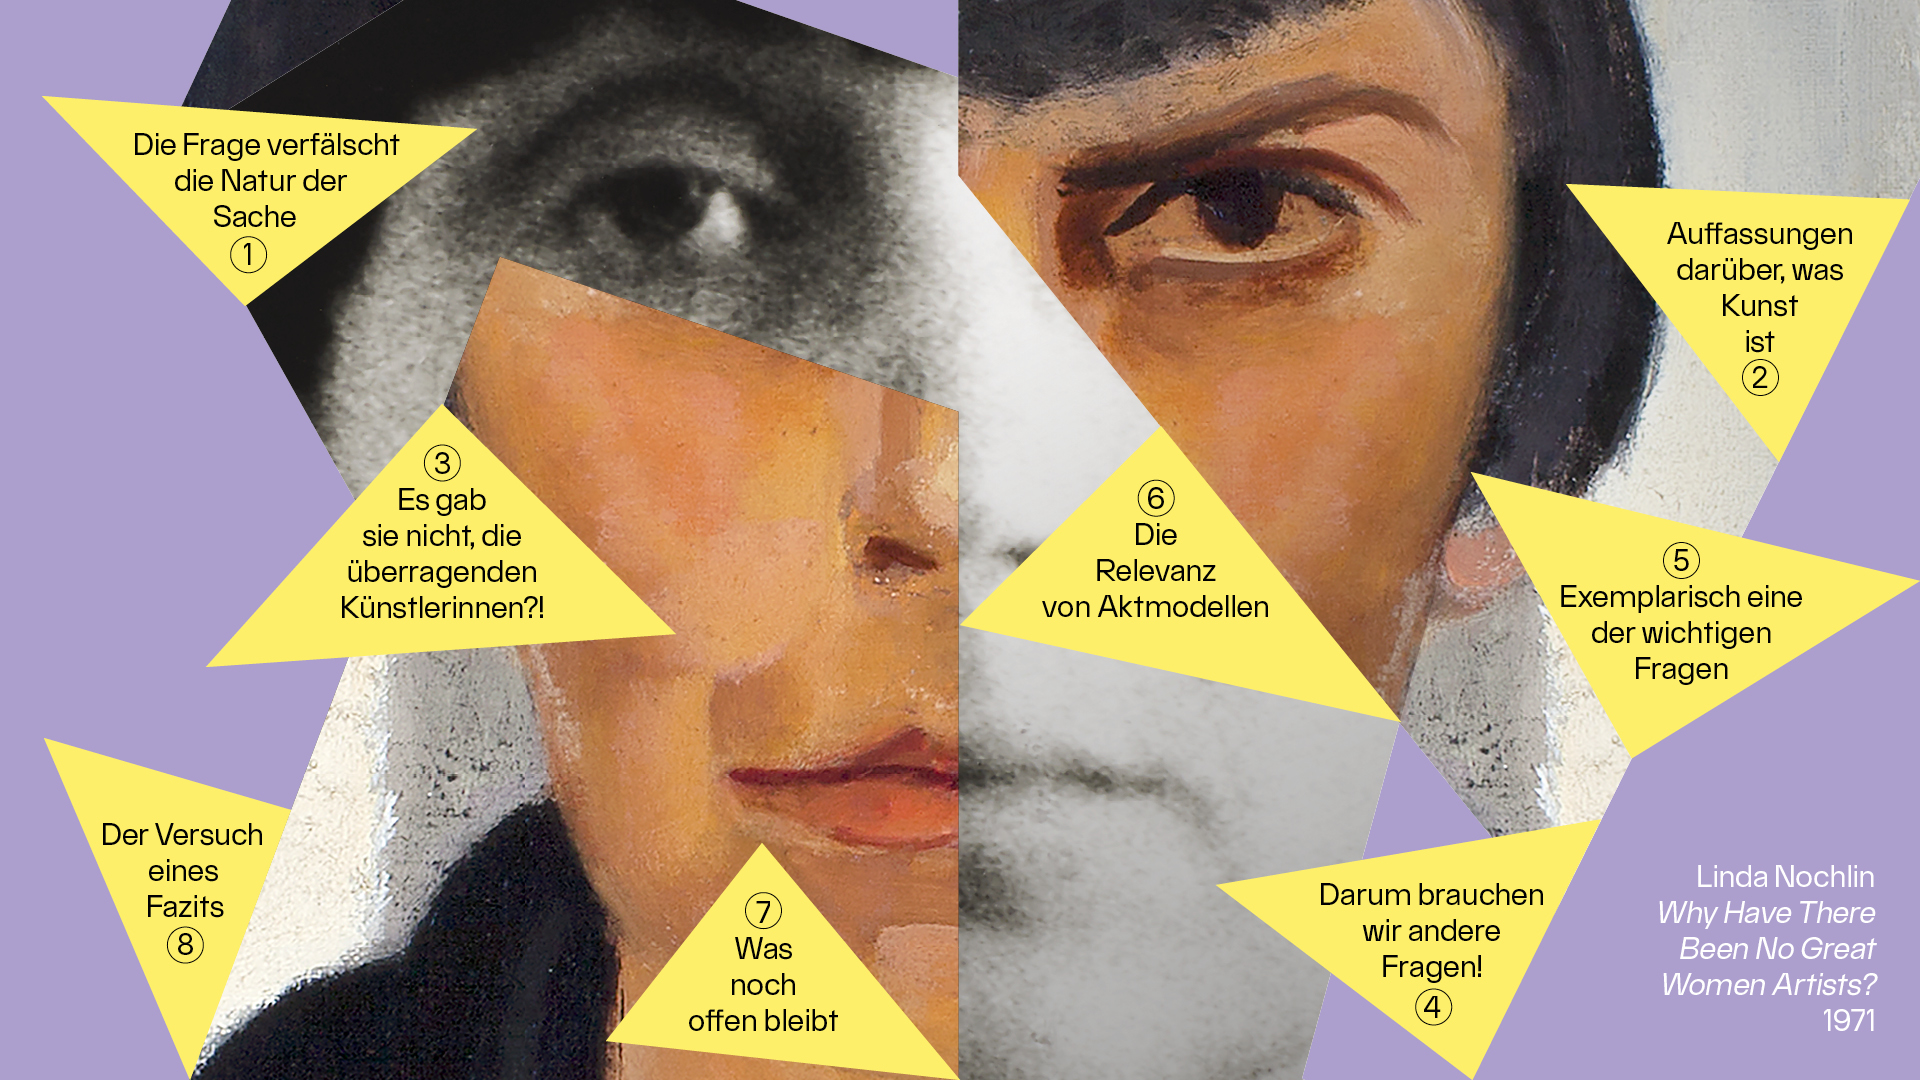 Die Frage verfälscht
die Natur der
Sache
1
Auffassungen
darüber, was
Kunst
ist
2
3
Es gab
sie nicht, die
überragenden
Künstlerinnen?!
Darum brauchen
wir andere
Fragen!
4
5
Exemplarisch eine
der wichtigen
Fragen
6
Die
Relevanz
von Aktmodellen
7
Was
noch
offen bleibt
Der Versuch
eines
Fazits
8
Linda Nochlin
Why Have There
Been No Great
Women Artists?
1971